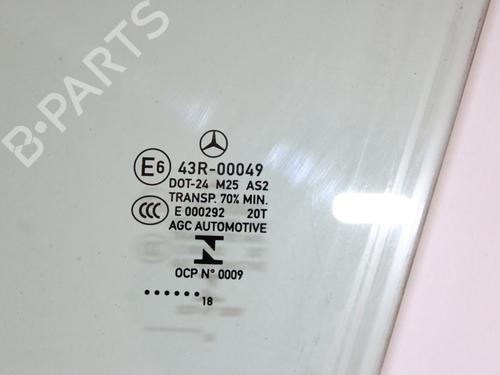 B-PARTS
E6 43R-00049
DOT-24 M25 AS2
TRANSP. 70% MIN.
CCC E 000292 20T
AGC AUTOMOTIVE
N
OCP N° 0009
...... 18